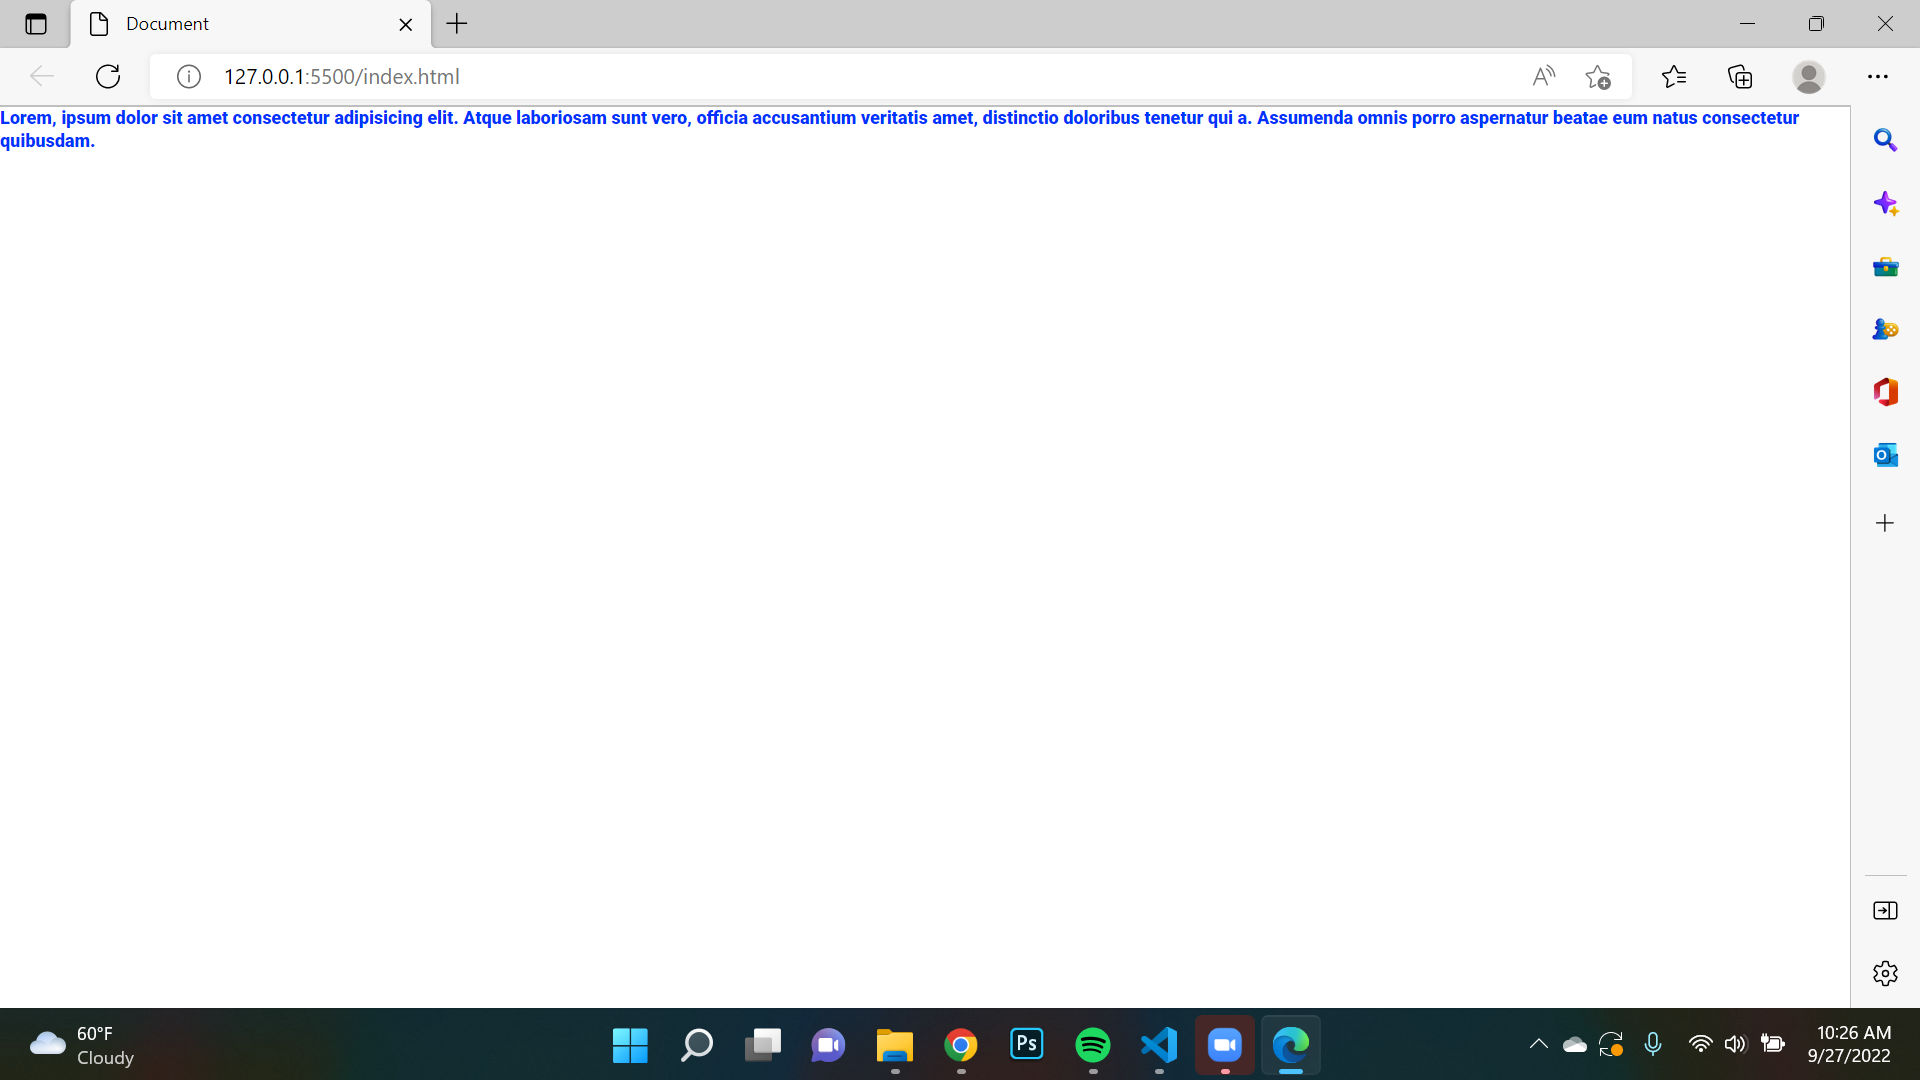 Document
127.0.0.1:5500/index.html
Lorem, ipsum dolor sit amet consectetur adipisicing elit. Atque laboriosam sunt vero, officia accusantium veritatis amet, distinctio doloribus tenetur qui a. Assumenda omnis porro aspernatur beatae eum natus consectetur
quibusdam.
60°F
Cloudy
Ps
10:26 AM
9/27/2022